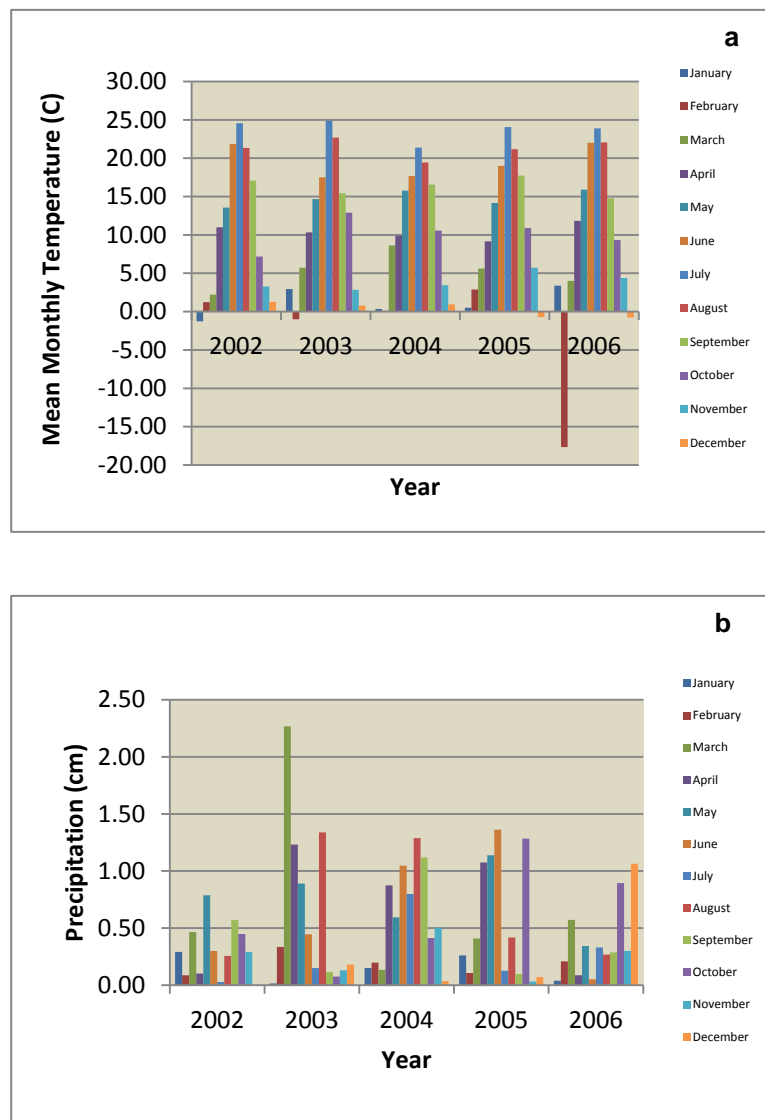 a
Mean Monthly Temperature (C)
30.00
25.00
20.00
15.00
10.00
5.00
0.00
-5.00
-10.00
-15.00
-20.00
2002 2003 2004 2005 2006
Year
January
February
March
April
May
June
July
August
September
October
November
December
b
Precipitation (cm)
2.50
2.00
1.50
1.00
0.50
0.00
2002 2003 2004 2005 2006
Year
January
February
March
April
May
June
July
August
September
October
November
December